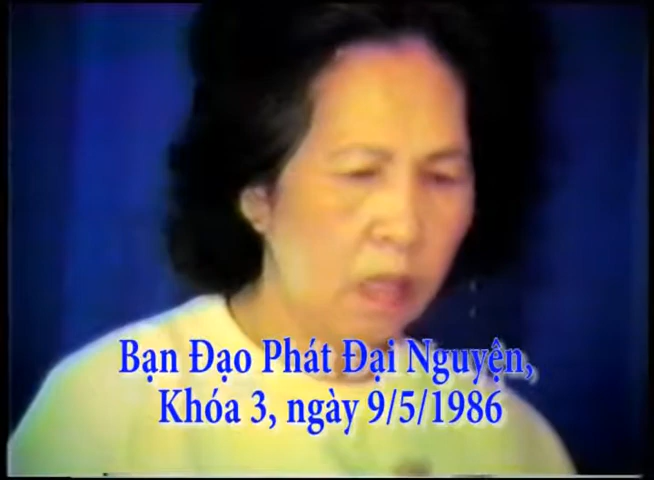 Bạn Đạo Phát Đại Nguyện,
Khóa 3, ngày 9/5/1986